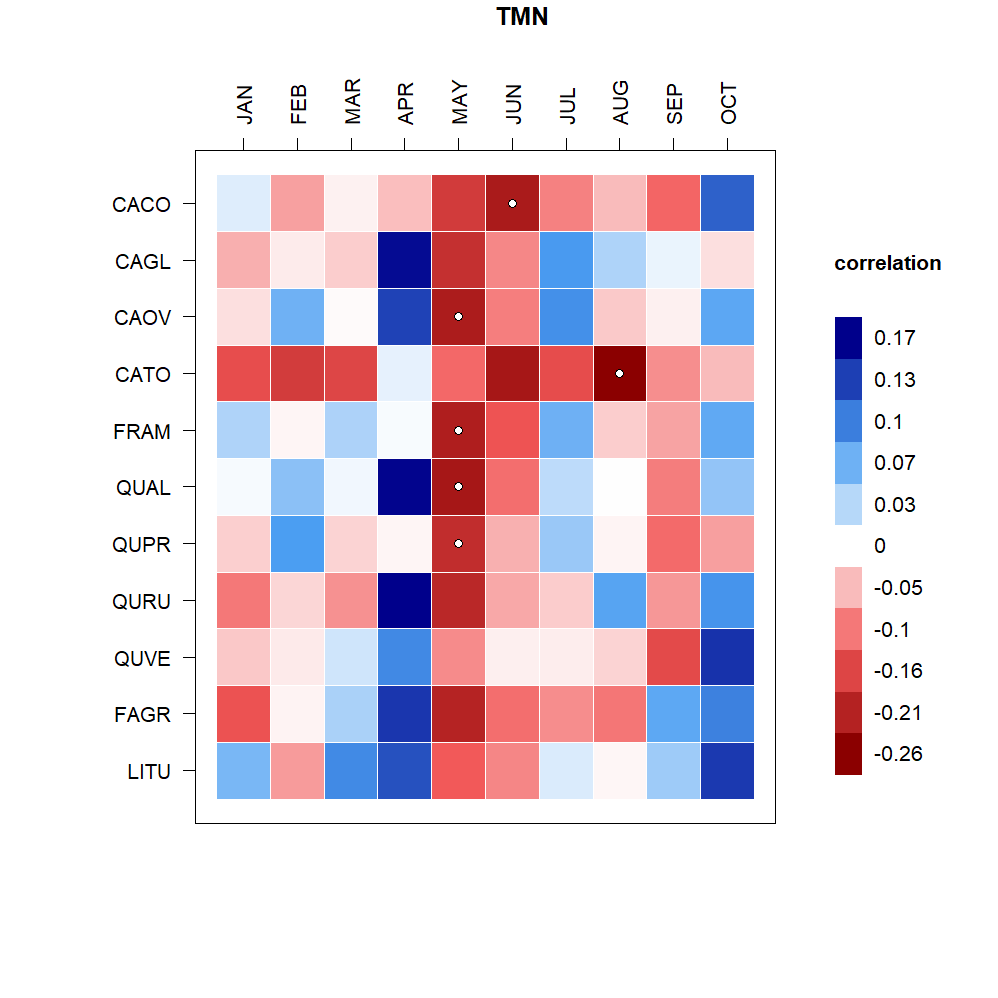 TMN
JAN FEB MAR APR MAY JUN JUL AUG SEP OCT
CACO
CAGL
CAOV
CATO
FRAM
QUAL
QUPR
QURU
QUVE
FAGR
LITU
correlation
0.17
0.13
0.1
0.07
0.03
0
-0.05
-0.1
-0.16
-0.21
-0.26